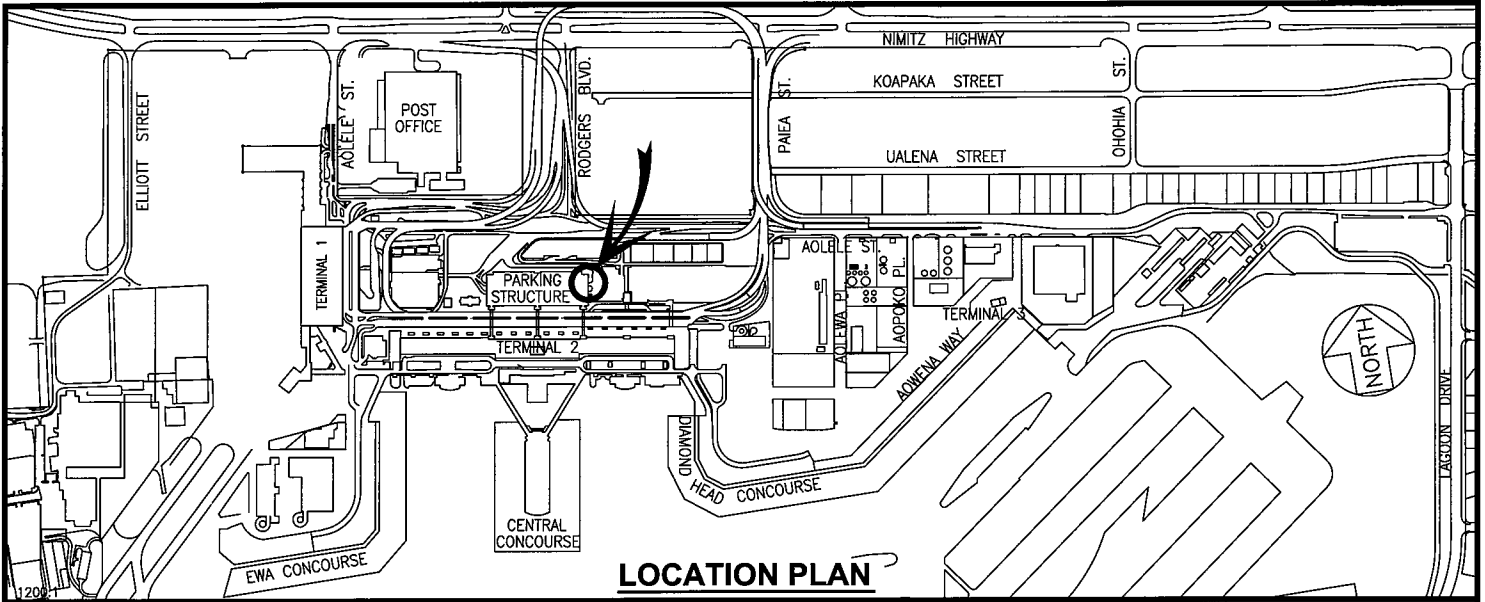 NIMITZ HIGHWAY
KOAPAKA STREET
UALENA STREET
ELLIOTT STREET
AOLELE ST.
POST
OFFICE
RODGERS BLVD.
PAIEA ST.
OHOHIA ST.
TERMINAL 1
PARKING
STRUCTURE
AOLELE ST.
TERMINAL 2
AOLEWA P
AOPOKO PL.
TERMINAL 3
AOWENA WAY
NORTH
LAGOON DRIVE
DIAMOND HEAD CONCOURSE
CENTRAL
CONCOURSE
EWA CONCOURSE
LOCATION PLAN